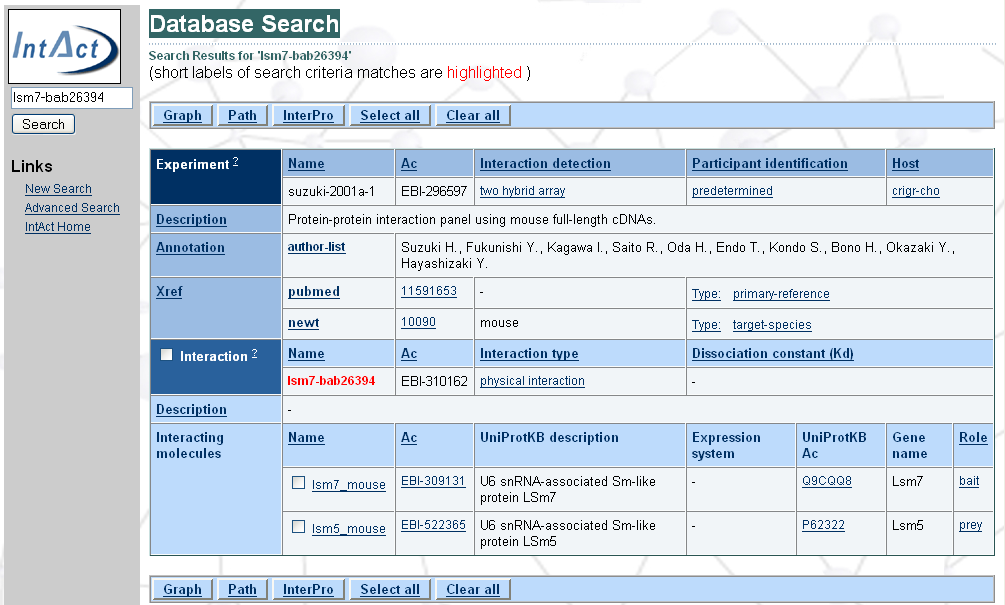 IntAct
lsm7-bab26394
Search
Links
New Search
Advanced Search
IntAct Home
Database Search
Search Results for 'lsm7-bab26394'
(short labels of search criteria matches are highlighted )
Graph Path InterPro Select all Clear all
Experiment ? Name Ac Interaction detection Participant identification Host
suzuki-2001a-1 EBI-296597 two hybrid array predetermined crigr-cho
Description Protein-protein interaction panel using mouse full-length cDNAs.
Annotation author-list Suzuki H., Fukunishi Y., Kagawa I., Saito R., Oda H., Endo T., Kondo S., Bono H., Okazaki Y.,
Hayashizaki Y.
Xref pubmed 11591653 - Type: primary-reference
newt 10090 mouse Type: target-species
Interaction ? Name Ac Interaction type Dissociation constant (Kd)
lsm7-bab26394 EBI-310162 physical interaction -
Description -
Interacting molecules Name Ac UniProtKB description Expression system UniProtKB Ac Gene name Role
lsm7_mouse EBI-309131 U6 snRNA-associated Sm-like protein LSm7 - Q9CQQ8 Lsm7 bait
lsm5_mouse EBI-522365 U6 snRNA-associated Sm-like protein LSm5 - P62322 Lsm5 prey
Graph Path InterPro Select all Clear all